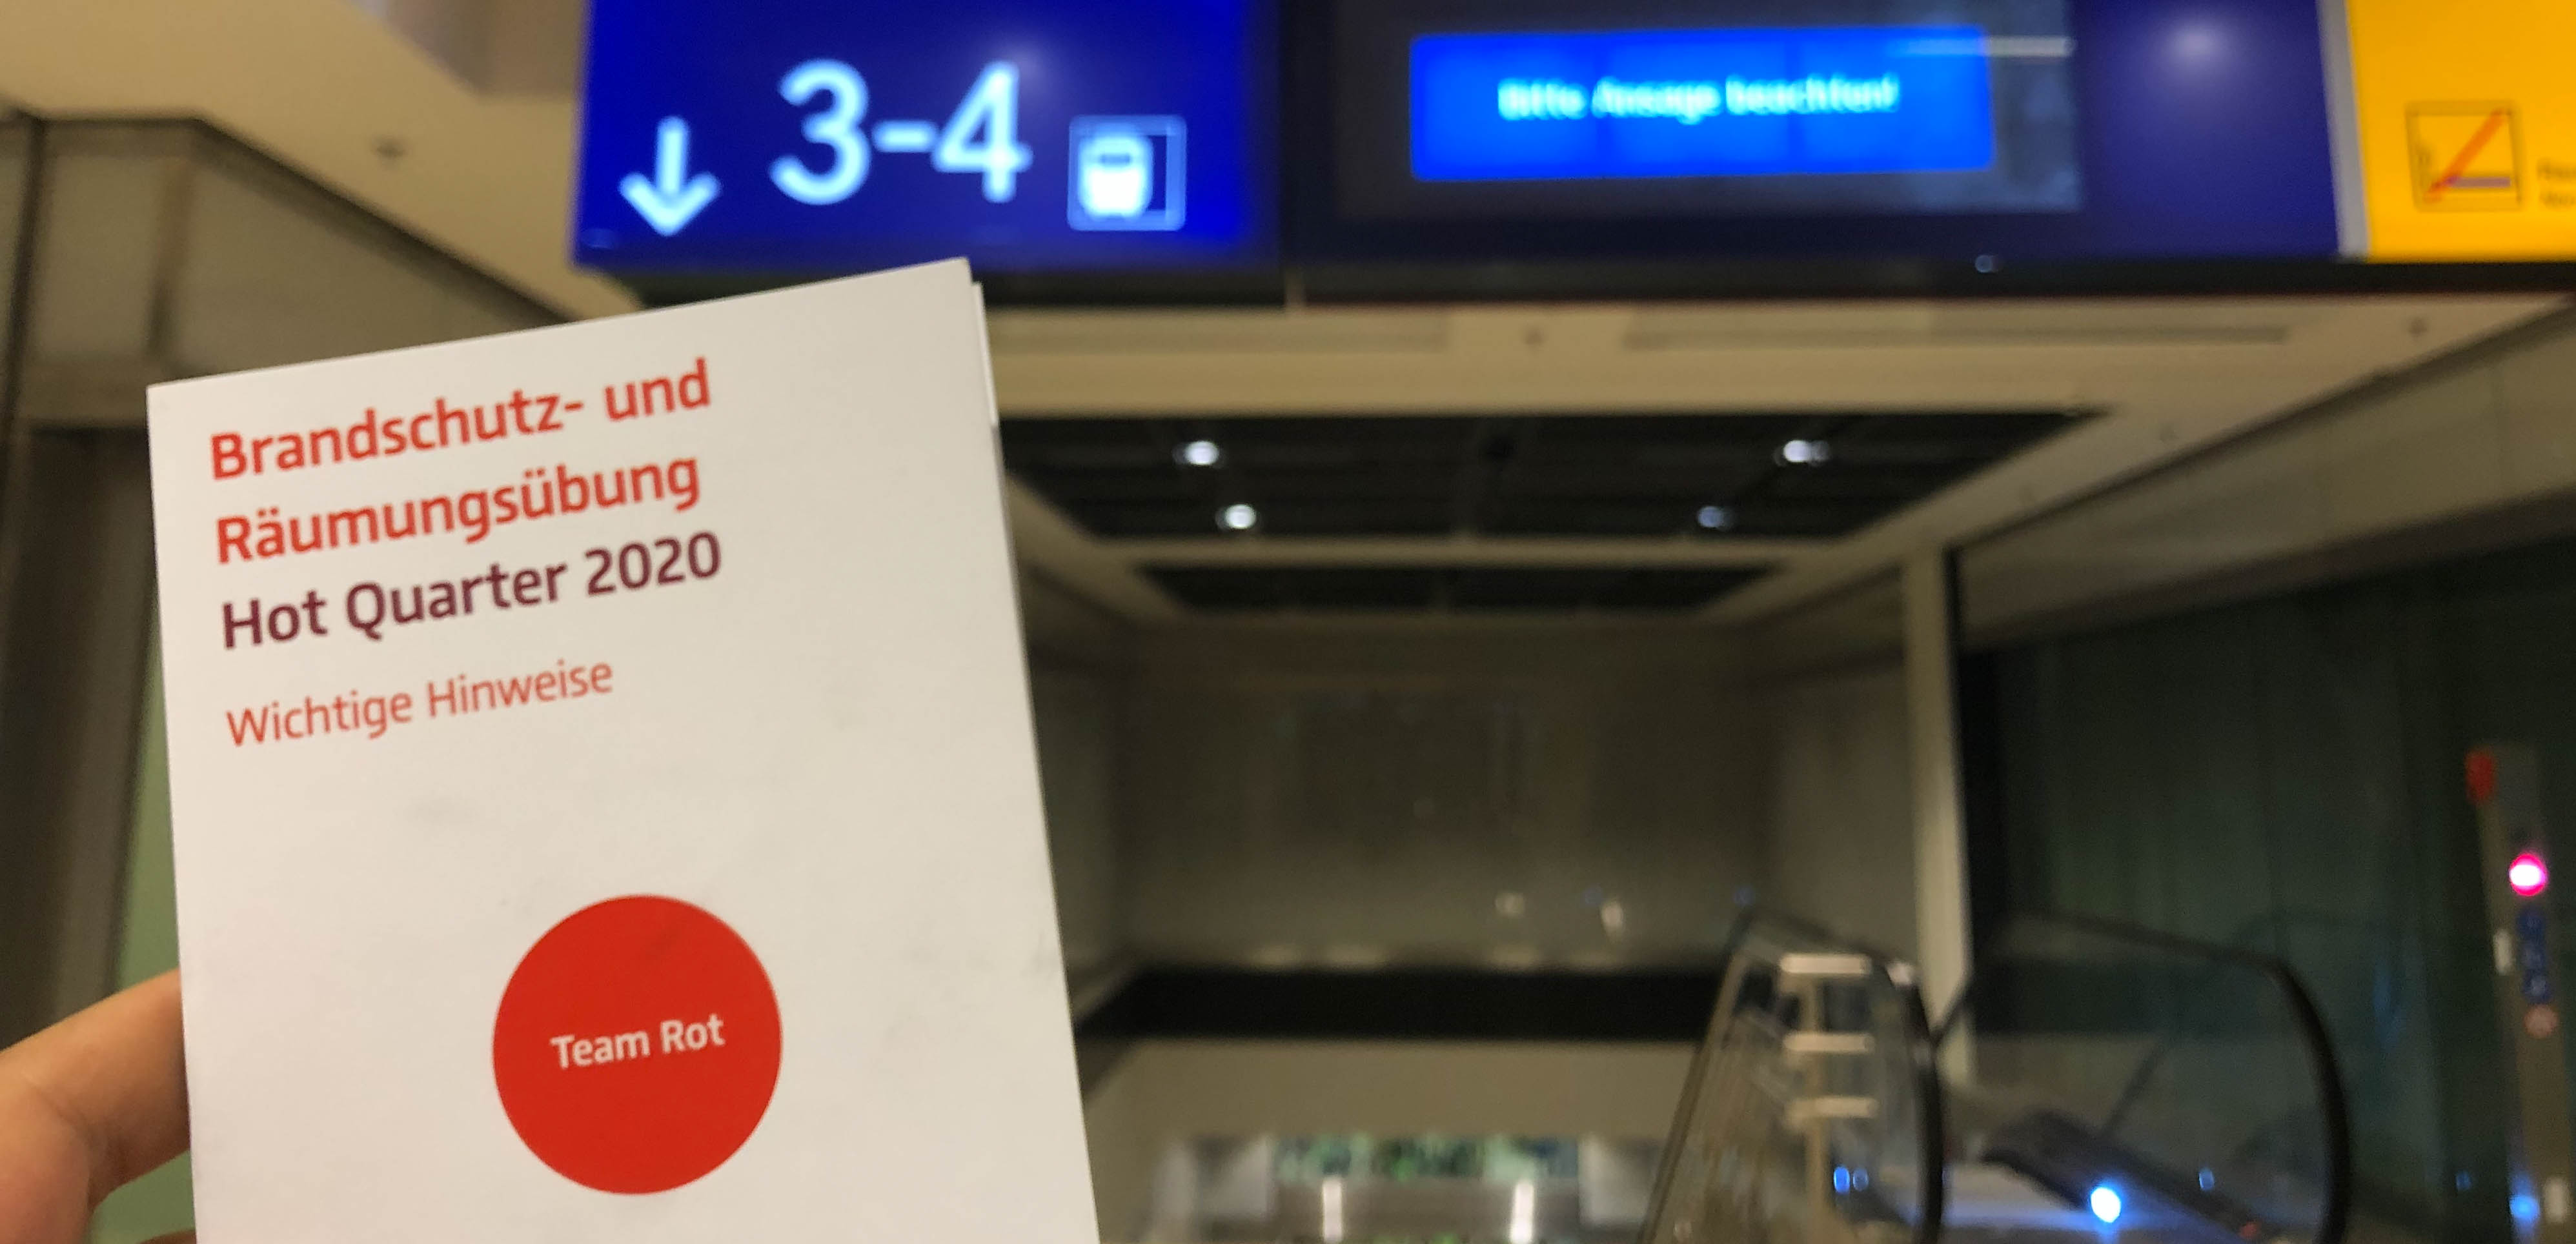 3-4
Bitte Ansage beachten!
Brandschutz- und
Räumungsübung
Hot Quarter 2020
Wichtige Hinweise
Team Rot